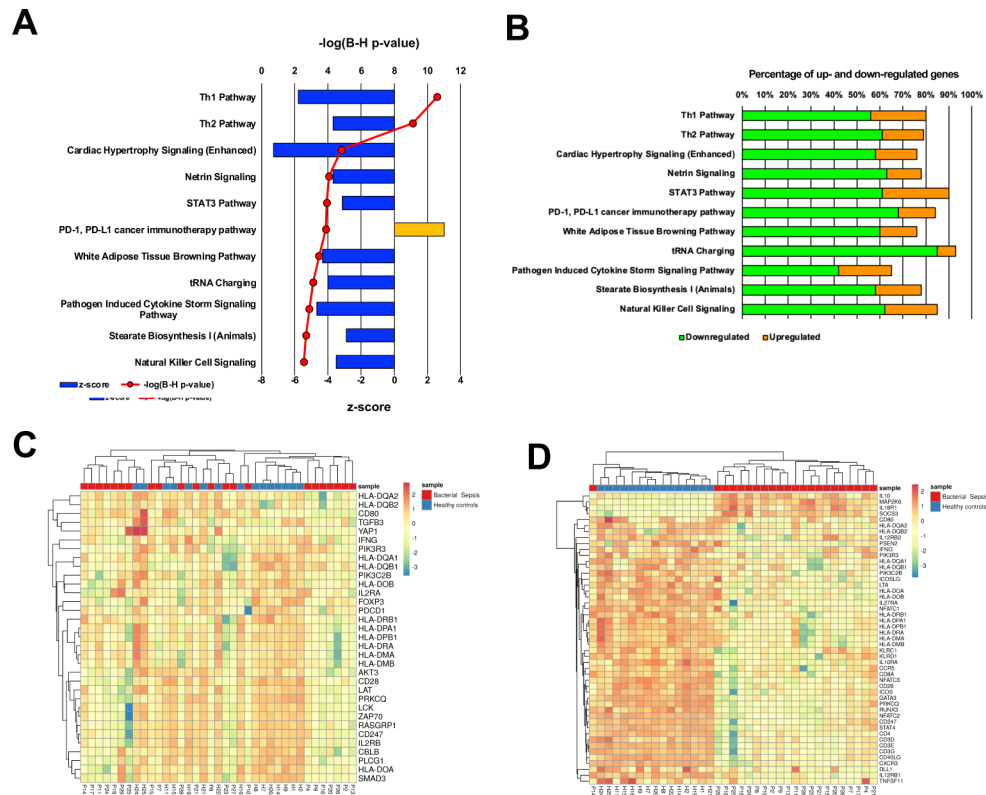 A
-log(B-H p-value)
0 2 4 6 8 10 12
Th1 Pathway
Th2 Pathway
Cardiac Hypertrophy Signaling (Enhanced)
Netrin Signaling
STAT3 Pathway
PD-1, PD-L1 cancer immunotherapy pathway
White Adipose Tissue Browning Pathway
tRNA Charging
Pathogen Induced Cytokine Storm Signaling
Pathway
Stearate Biosynthesis I (Animals)
Natural Killer Cell Signaling
-8 -6 -4 -2 0 2 4
z-score -log(B-H p-value)
z-score
B
Percentage of up- and down-regulated genes
0% 10% 20% 30% 40% 50% 60% 70% 80% 90% 100%
Th1 Pathway
Th2 Pathway
Cardiac Hypertrophy Signaling (Enhanced)
Netrin Signaling
STAT3 Pathway
PD-1, PD-L1 cancer immunotherapy pathway
White Adipose Tissue Browning Pathway
tRNA Charging
Pathogen Induced Cytokine Storm Signaling Pathway
Stearate Biosynthesis I (Animals)
Natural Killer Cell Signaling
Downregulated Upregulated
C
sample
sample
Bacterial Sepsis
Healthy controls
2
0
-2
HLA-DQA2
HLA-DQB2
CD80
TGFB3
YAP1
IFNG
PIK3R3
HLA-DQA1
HLA-DQB1
PIK3C2B
HLA-DOB
IL2RA
FOXP3
PDCD1
HLA-DRB1
HLA-DPA1
HLA-DPB1
HLA-DRA
HLA-DMA
HLA-DMB
AKT3
CD28
LAT
PRKCQ
LCK
ZAP70
RASGRP1
CD247
IL2RB
CBLB
PLCG1
HLA-DOA
SMAD3
D
sample
sample
Bacterial Sepsi
Healthy controls
2
0
-2
IL10
MAP2K6
IL18R1
SOCS3
CD80
HLA-DQA2
HLA-DQB2
IL12RB2
PSEN2
IFNG
PIK3R3
HLA-DQA1
HLA-DQB1
PIK3C2B
ICOSLG
LTA
HLA-DOA
HLA-DOB
IL27RA
NFATC1
HLA-DRB1
HLA-DPA1
HLA-DPB1
HLA-DRA
HLA-DMA
HLA-DMB
KLRC1
KLRD1
IL10RA
CCR5
CD8A
NFATC3
CD28
ICOS
GATA3
PRKCQ
RUNX3
NFATC2
CD247
STAT4
CD4
CD3D
CD3E
CD3G
CD40LG
CXCR3
DLL1
IL12RB1
TNFSF11